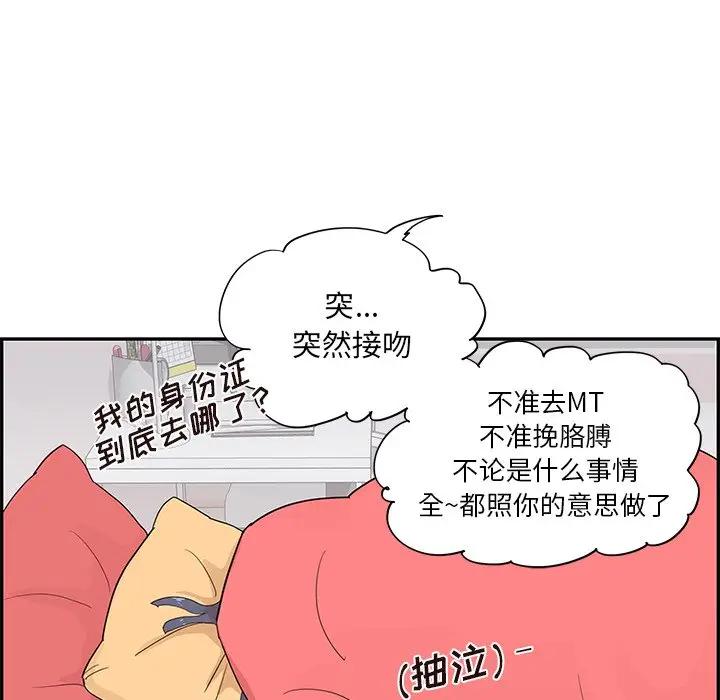 突...
突然接吻
我的身份证
到底去哪了？
不准去MT
不准挽胳膊
不论是什么事情
全~都照你的意思做了
(抽泣)-